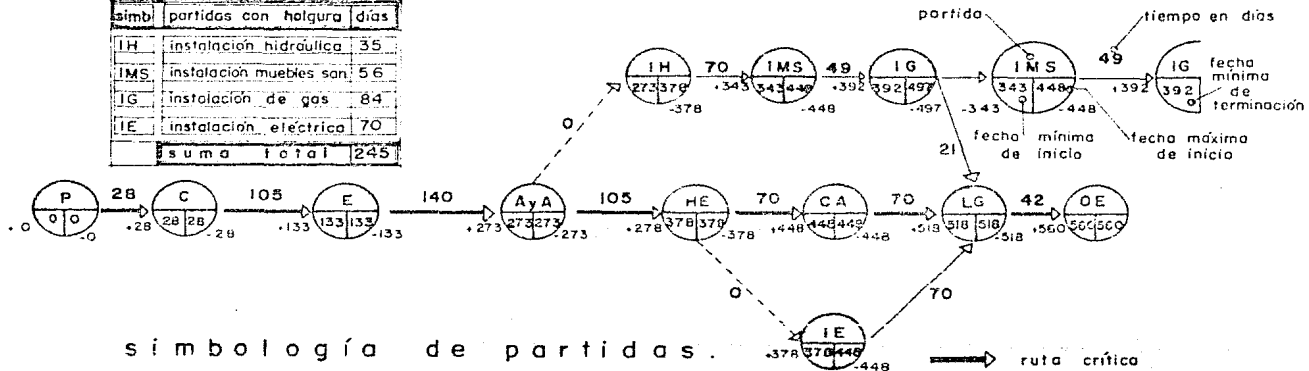 simb partidas con holgura días
IH instalación hidráulica 35
IMS instalación muebles san. 56
IG instalación de gas 84
IE instalación eléctrica 70
suma total 245
partida
tiempo en días
IH
273 378
-378
70
+343
IMS
343 448
-448
49
+392
IG
392 497
-497
IMS
343 448
-343
-448
49
+392
IG
392
fecha mínima de terminación
fecha mínima de inicio
fecha máxima de inicio
0
21
P
0 0
+0
-0
28
+28
C
28 28
-28
105
+133
E
133 133
-133
140
+273
AyA
273 273
-273
105
+278
HE
378 378
-378
70
+448
CA
448 448
-448
70
+518
LG
518 518
-518
42
+560
OE
560 560
0
70
+378
IE
378 448
-448
simbología de partidas.
ruta crítica